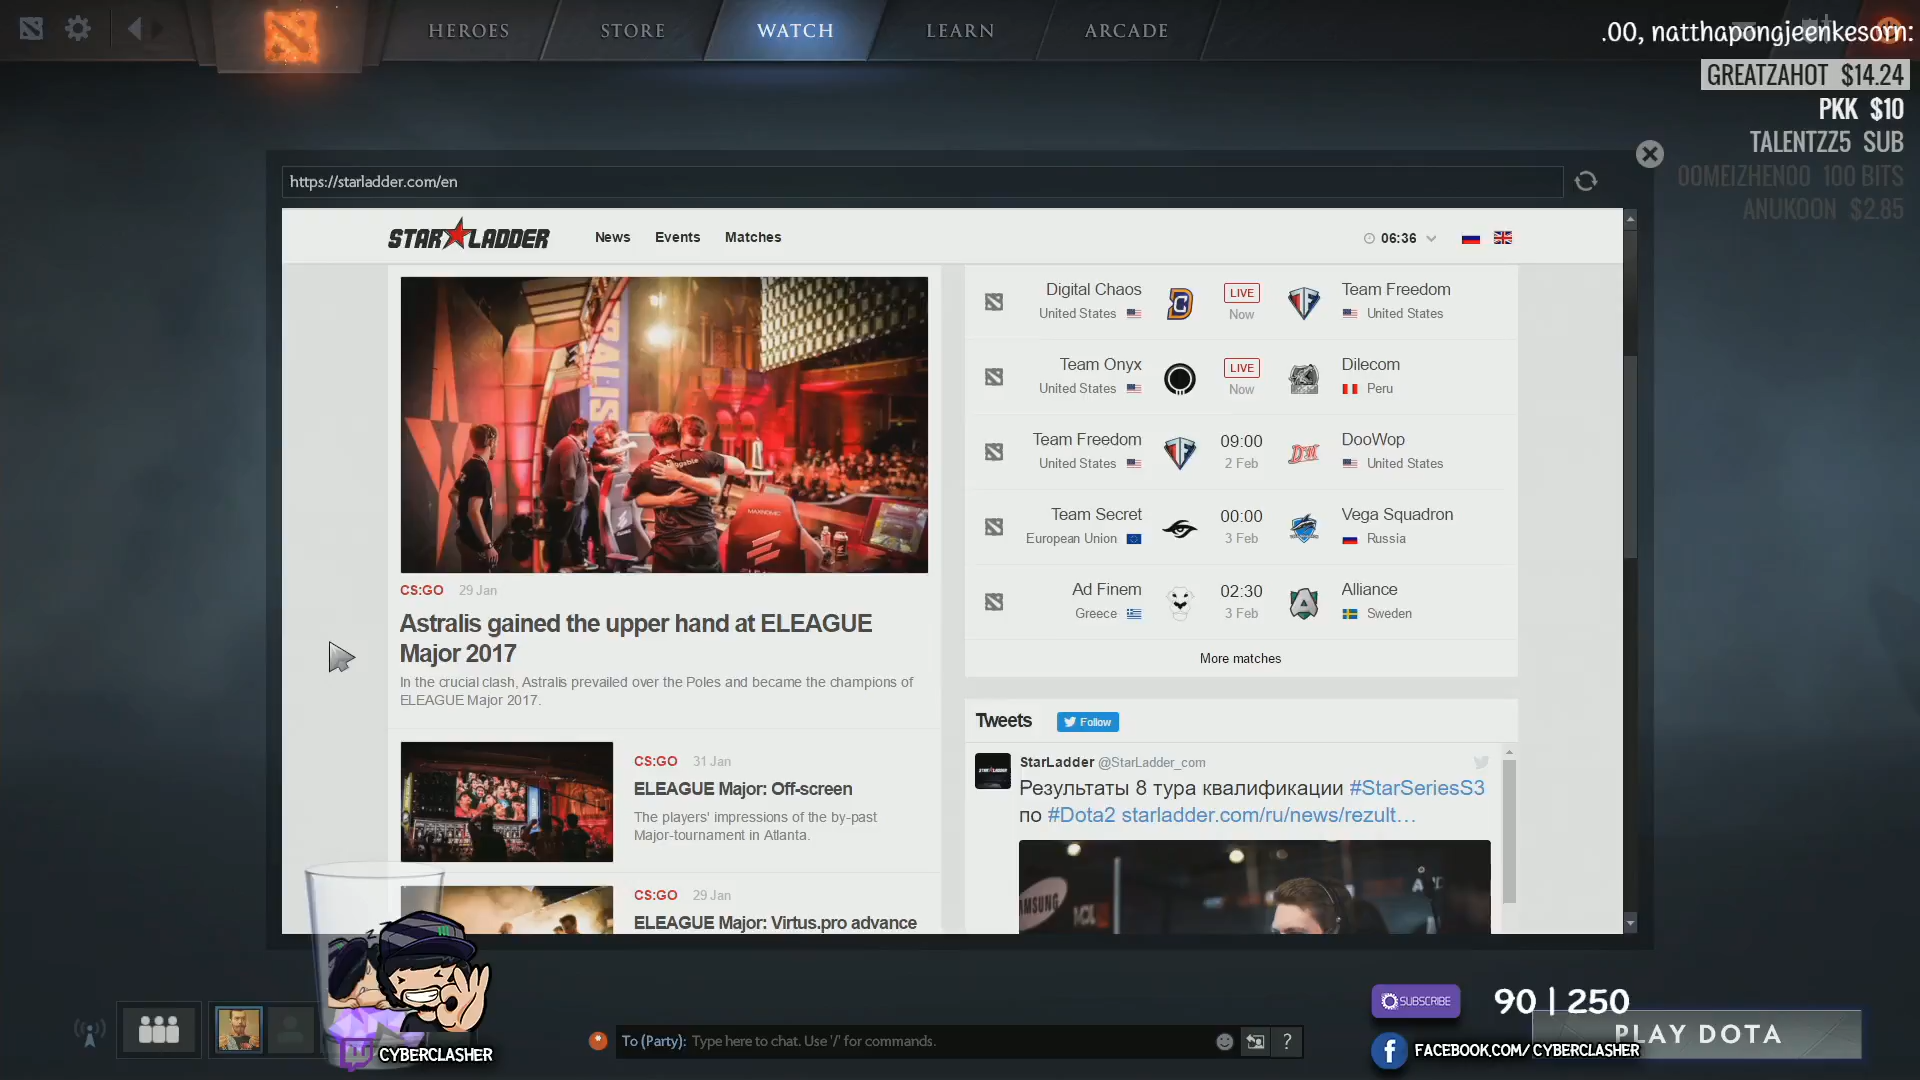 HEROES
STORE
WATCH
LEARN
ARCADE
.00, natthapongjeenkesorn:
GREATZAHOT $14.24
PKK $10
TALENTZZ5 SUB
OOMEIZHENOO 100 BITS
ANUKOON $2.85
https://starladder.com/en
STAR LADDER
News
Events
Matches
06:36
CS:GO 29 Jan
Astralis gained the upper hand at ELEAGUE
Major 2017
In the crucial clash, Astralis prevailed over the Poles and became the champions of
ELEAGUE Major 2017.
CS:GO 31 Jan
ELEAGUE Major: Off-screen
The players' impressions of the by-past
Major-tournament in Atlanta.
CS:GO 29 Jan
ELEAGUE Major: Virtus.pro advance
Digital Chaos LIVE Team Freedom
United States Now United States
Team Onyx LIVE Dilecom
United States Now Peru
Team Freedom 09:00 DooWop
United States 2 Feb United States
Team Secret 00:00 Vega Squadron
European Union 3 Feb Russia
Ad Finem 02:30 Alliance
Greece 3 Feb Sweden
More matches
Tweets Follow
StarLadder @StarLadder_com
Результаты 8 тура квалификации #StarSeriesS3
по #Dota2 starladder.com/ru/news/rezult…
SAMSUNG
CYBERCLASHER
To (Party): Type here to chat. Use '/' for commands.
?
SUBSCRIBE
90 | 250
PLAY DOTA
FACEBOOK.COM/CYBERCLASHER